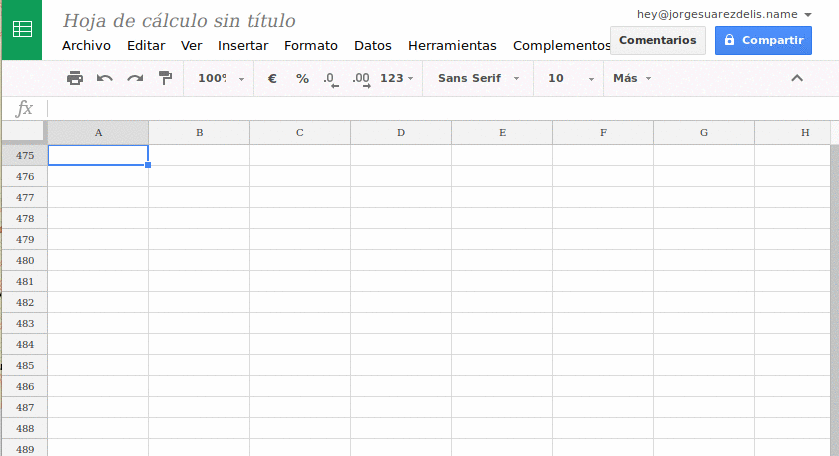 Hoja de cálculo sin título
hey@jorgesuarezdelis.name
Archivo Editar Ver Insertar Formato Datos Herramientas Complementos
Comentarios
Compartir
100% € % .0 .00 123 Sans Serif 10 Más
fx
A B C D E F G H
475
476
477
478
479
480
481
482
483
484
485
486
487
488
489